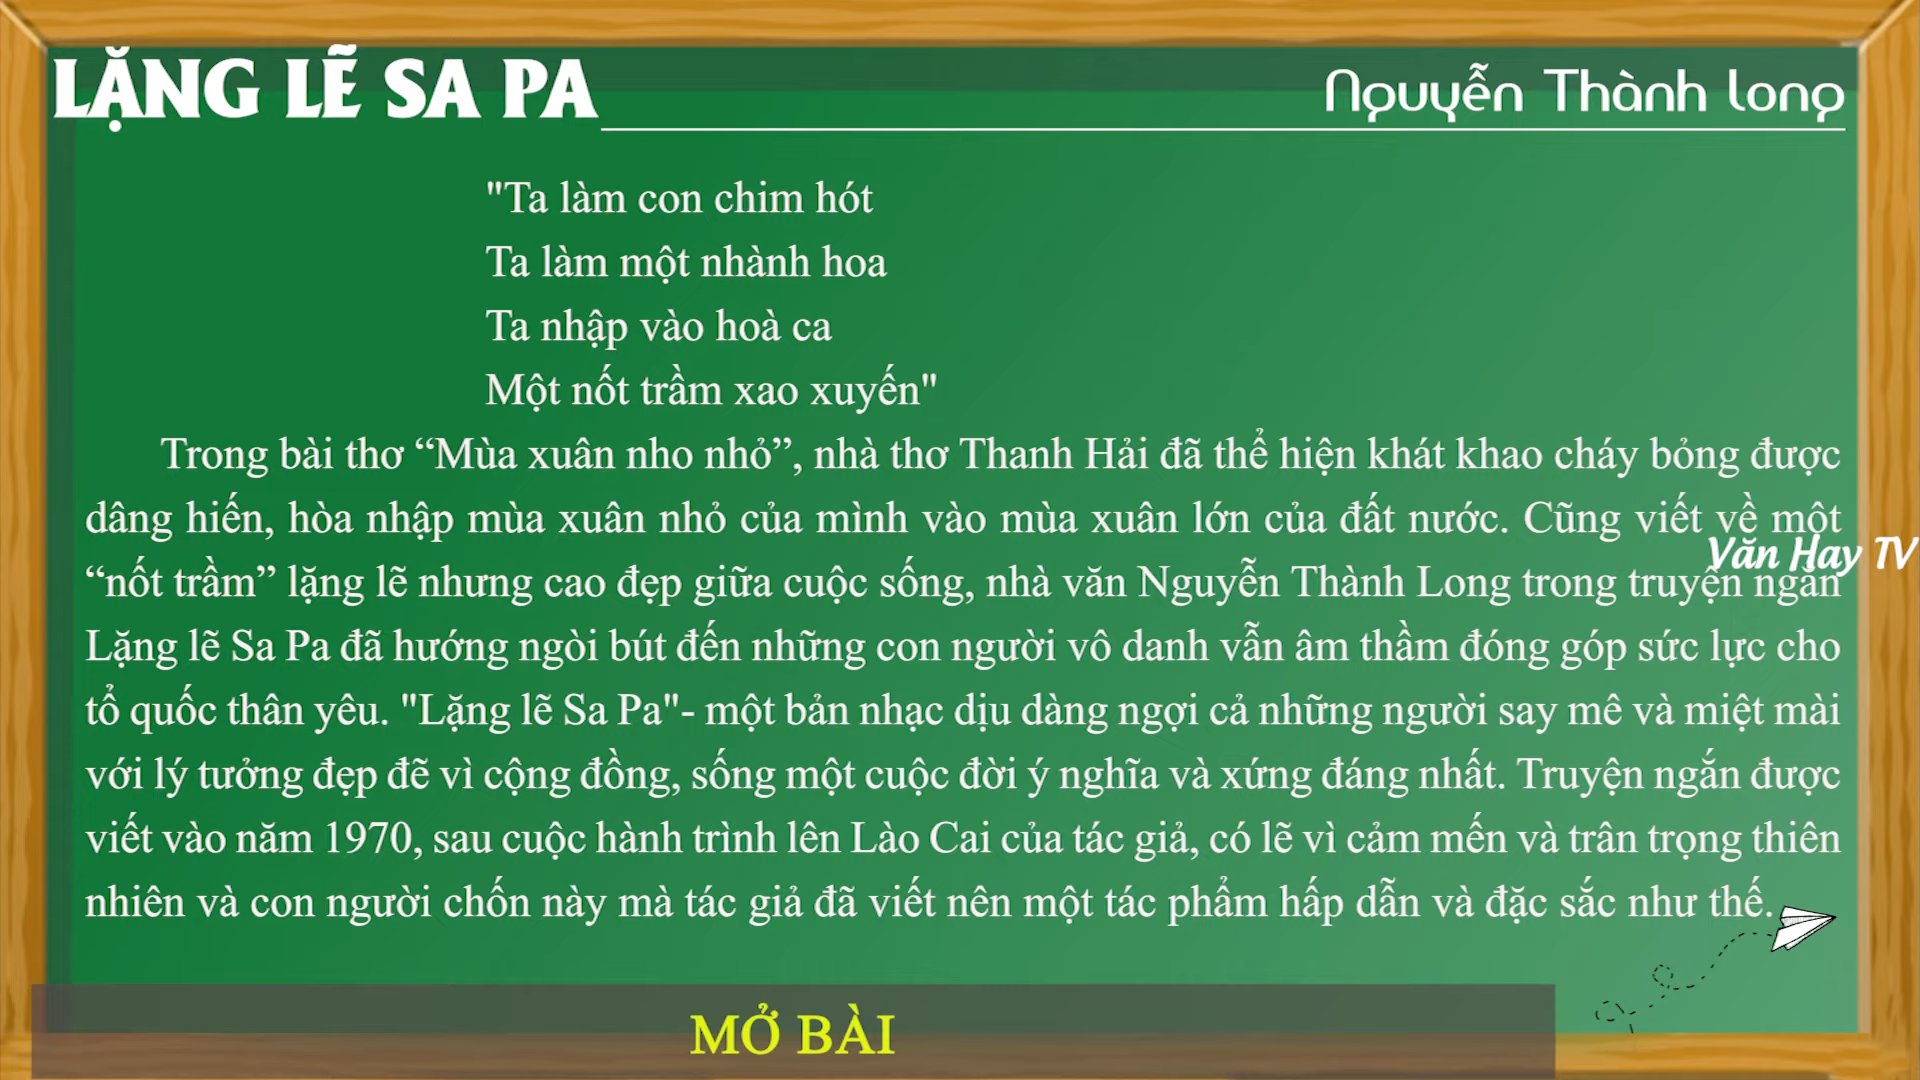 LẶNG LẼ SA PA
Nguyễn Thành Long
"Ta làm con chim hót
Ta làm một nhành hoa
Ta nhập vào hoà ca
Một nốt trầm xao xuyến"
Trong bài thơ “Mùa xuân nho nhỏ”, nhà thơ Thanh Hải đã thể hiện khát khao cháy bỏng được
dâng hiến, hòa nhập mùa xuân nhỏ của mình vào mùa xuân lớn của đất nước. Cũng viết về một
Văn Hay TV
“nốt trầm” lặng lẽ nhưng cao đẹp giữa cuộc sống, nhà văn Nguyễn Thành Long trong truyện ngắn
Lặng lẽ Sa Pa đã hướng ngòi bút đến những con người vô danh vẫn âm thầm đóng góp sức lực cho
tổ quốc thân yêu. "Lặng lẽ Sa Pa"- một bản nhạc dịu dàng ngợi cả những người say mê và miệt mài
với lý tưởng đẹp đẽ vì cộng đồng, sống một cuộc đời ý nghĩa và xứng đáng nhất. Truyện ngắn được
viết vào năm 1970, sau cuộc hành trình lên Lào Cai của tác giả, có lẽ vì cảm mến và trân trọng thiên
nhiên và con người chốn này mà tác giả đã viết nên một tác phẩm hấp dẫn và đặc sắc như thế.
MỞ BÀI